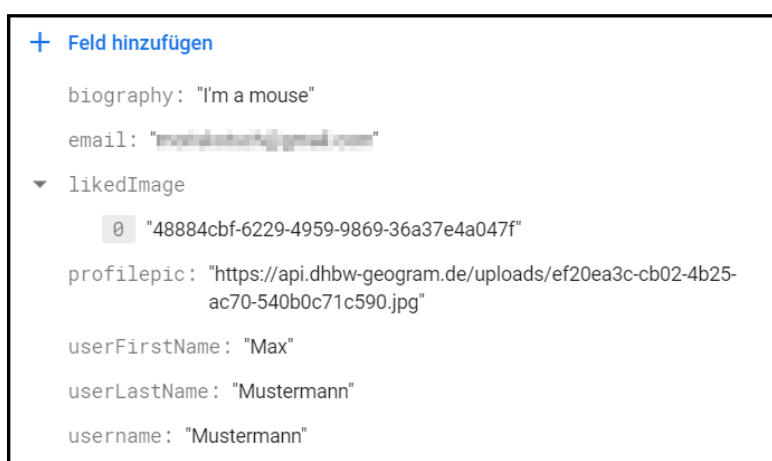 + Feld hinzufügen
biography: "I'm a mouse"
email: " "
likedImage
0 "48884cbf-6229-4959-9869-36a37e4a047f"
profilepic: "https://api.dhbw-geogram.de/uploads/ef20ea3c-cb02-4b25-
ac70-540b0c71c590.jpg"
userFirstName: "Max"
userLastName: "Mustermann"
username: "Mustermann"